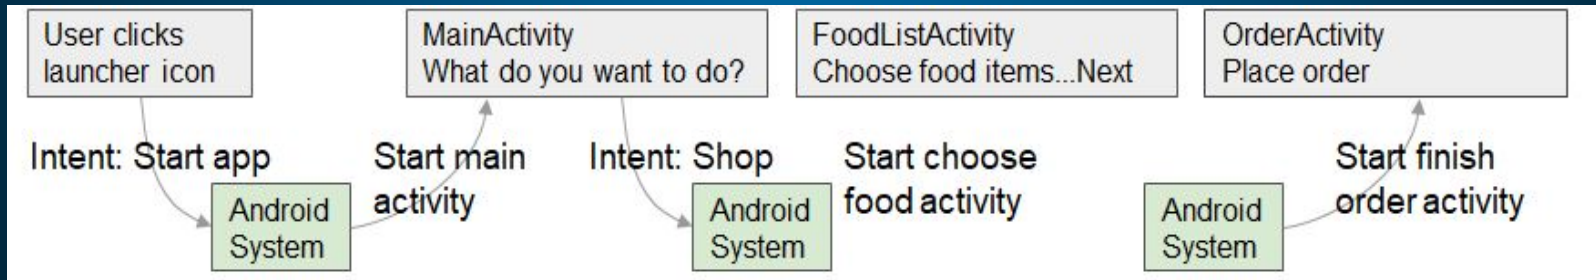 User clicks
launcher icon
MainActivity
What do you want to do?
FoodListActivity
Choose food items...Next
OrderActivity
Place order
Intent: Start app
Start main
activity
Intent: Shop
Start choose
food activity
Start finish
order activity
Android
System
Android
System
Android
System